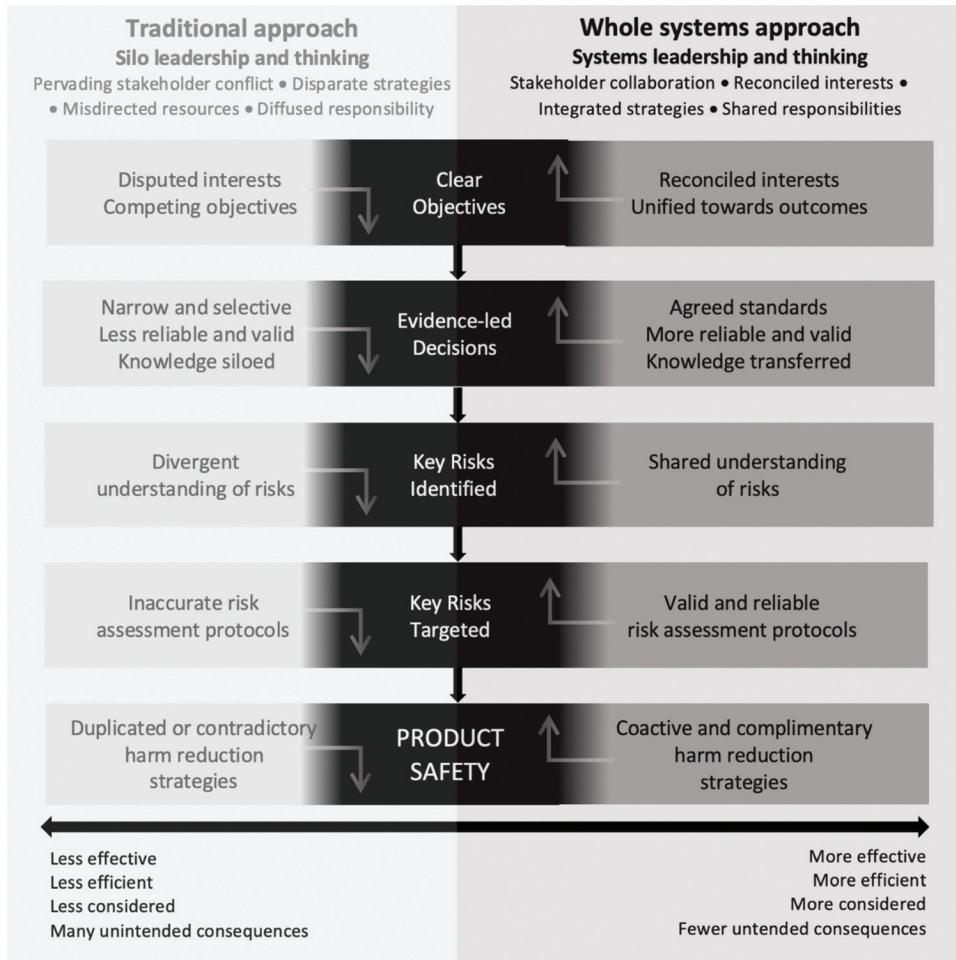 Traditional approach
Silo leadership and thinking
Pervading stakeholder conflict • Disparate strategies
• Misdirected resources • Diffused responsibility
Whole systems approach
Systems leadership and thinking
Stakeholder collaboration • Reconciled interests •
Integrated strategies • Shared responsibilities
Disputed interests
Competing objectives
Clear
Objectives
Reconciled interests
Unified towards outcomes
Narrow and selective
Less reliable and valid
Knowledge siloed
Evidence-led
Decisions
Agreed standards
More reliable and valid
Knowledge transferred
Divergent
understanding of risks
Key Risks
Identified
Shared understanding
of risks
Inaccurate risk
assessment protocols
Key Risks
Targeted
Valid and reliable
risk assessment protocols
Duplicated or contradictory
harm reduction
strategies
PRODUCT
SAFETY
Coactive and complimentary
harm reduction
strategies
Less effective
Less efficient
Less considered
Many unintended consequences
More effective
More efficient
More considered
Fewer untended consequences